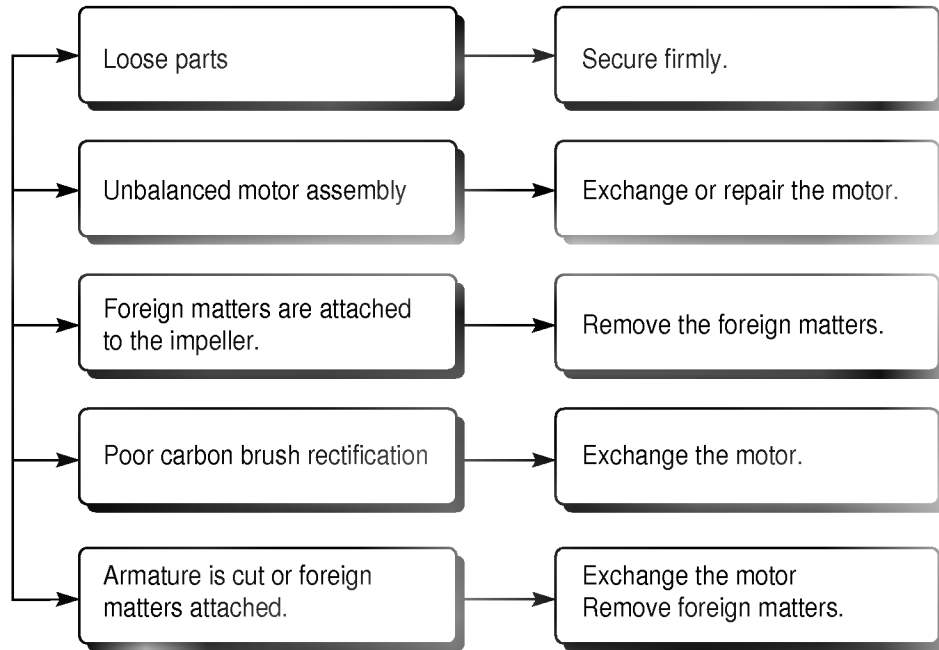 Loose parts
Secure firmly.
Unbalanced motor assembly
Exchange or repair the motor.
Foreign matters are attached
to the impeller.
Remove the foreign matters.
Poor carbon brush rectification
Exchange the motor.
Armature is cut or foreign
matters attached.
Exchange the motor
Remove foreign matters.